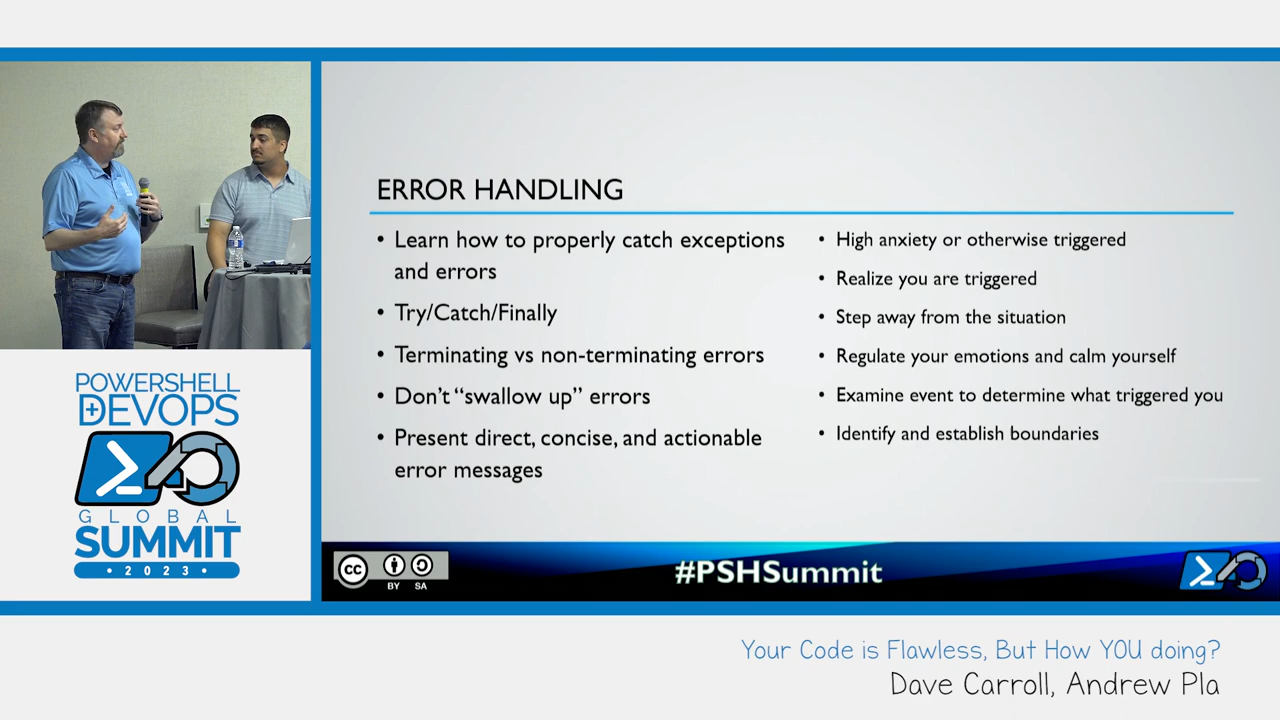 ERROR HANDLING
• Learn how to properly catch exceptions
and errors
• Try/Catch/Finally
• Terminating vs non-terminating errors
• Don’t “swallow up” errors
• Present direct, concise, and actionable
error messages
• High anxiety or otherwise triggered
• Realize you are triggered
• Step away from the situation
• Regulate your emotions and calm yourself
• Examine event to determine what triggered you
• Identify and establish boundaries
POWERSHELL
+ DEVOPS
GLOBAL
SUMMIT
• 2023 •
cc
BY SA
#PSHSummit
Your Code is Flawless, But How YOU doing?
Dave Carroll, Andrew Pla